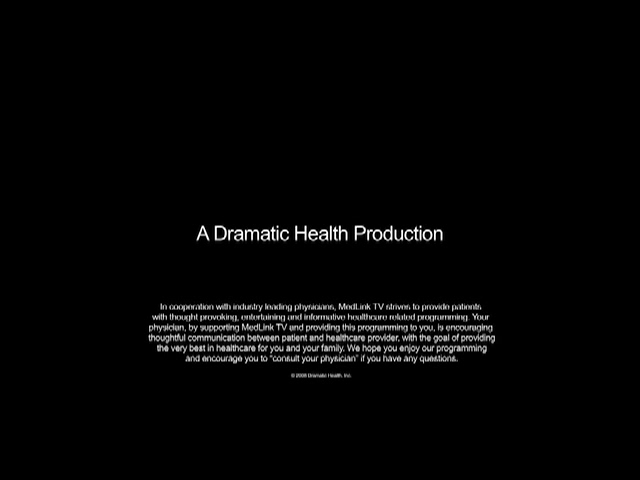 A Dramatic Health Production
In cooperation with industry leading physicians, MedLink TV strives to provide patients
with thought provoking, entertaining and informative healthcare related programming. Your
physician, by supporting MedLink TV and providing this programming to you, is encouraging
thoughtful communication between patient and healthcare provider, with the goal of providing
the very best in healthcare for you and your family. We hope you enjoy our programming
and encourage you to "consult your physician" if you have any questions.
© 2008 Dramatic Health, Inc.